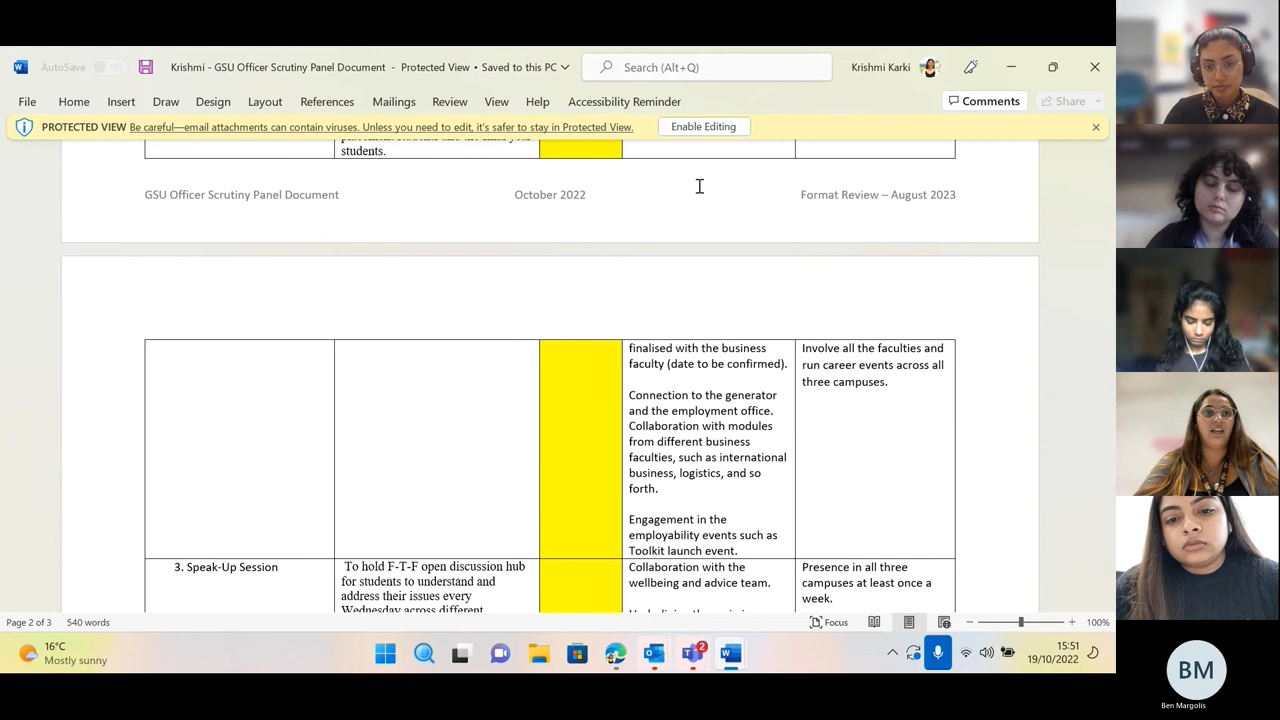 AutoSave Off
Krishmi - GSU Officer Scrutiny Panel Document - Protected View • Saved to this PC
Search (Alt+Q)
Krishmi Karki
File Home Insert Draw Design Layout References Mailings Review View Help Accessibility Reminder
Comments
Share
PROTECTED VIEW Be careful—email attachments can contain viruses. Unless you need to edit, it's safer to stay in Protected View.
Enable Editing
students.
GSU Officer Scrutiny Panel Document October 2022 Format Review – August 2023
finalised with the business
faculty (date to be confirmed).
Connection to the generator
and the employment office.
Collaboration with modules
from different business
faculties, such as international
business, logistics, and so
forth.
Engagement in the
employability events such as
Toolkit launch event.
Involve all the faculties and
run career events across all
three campuses.
3. Speak-Up Session
To hold F-T-F open discussion hub
for students to understand and
address their issues every
Wednesday across different
Collaboration with the
wellbeing and advice team.
Presence in all three
campuses at least once a
week.
Page 2 of 3 540 words
Focus
100%
16°C
Mostly sunny
2
15:51
19/10/2022
BM
Ben Margolis